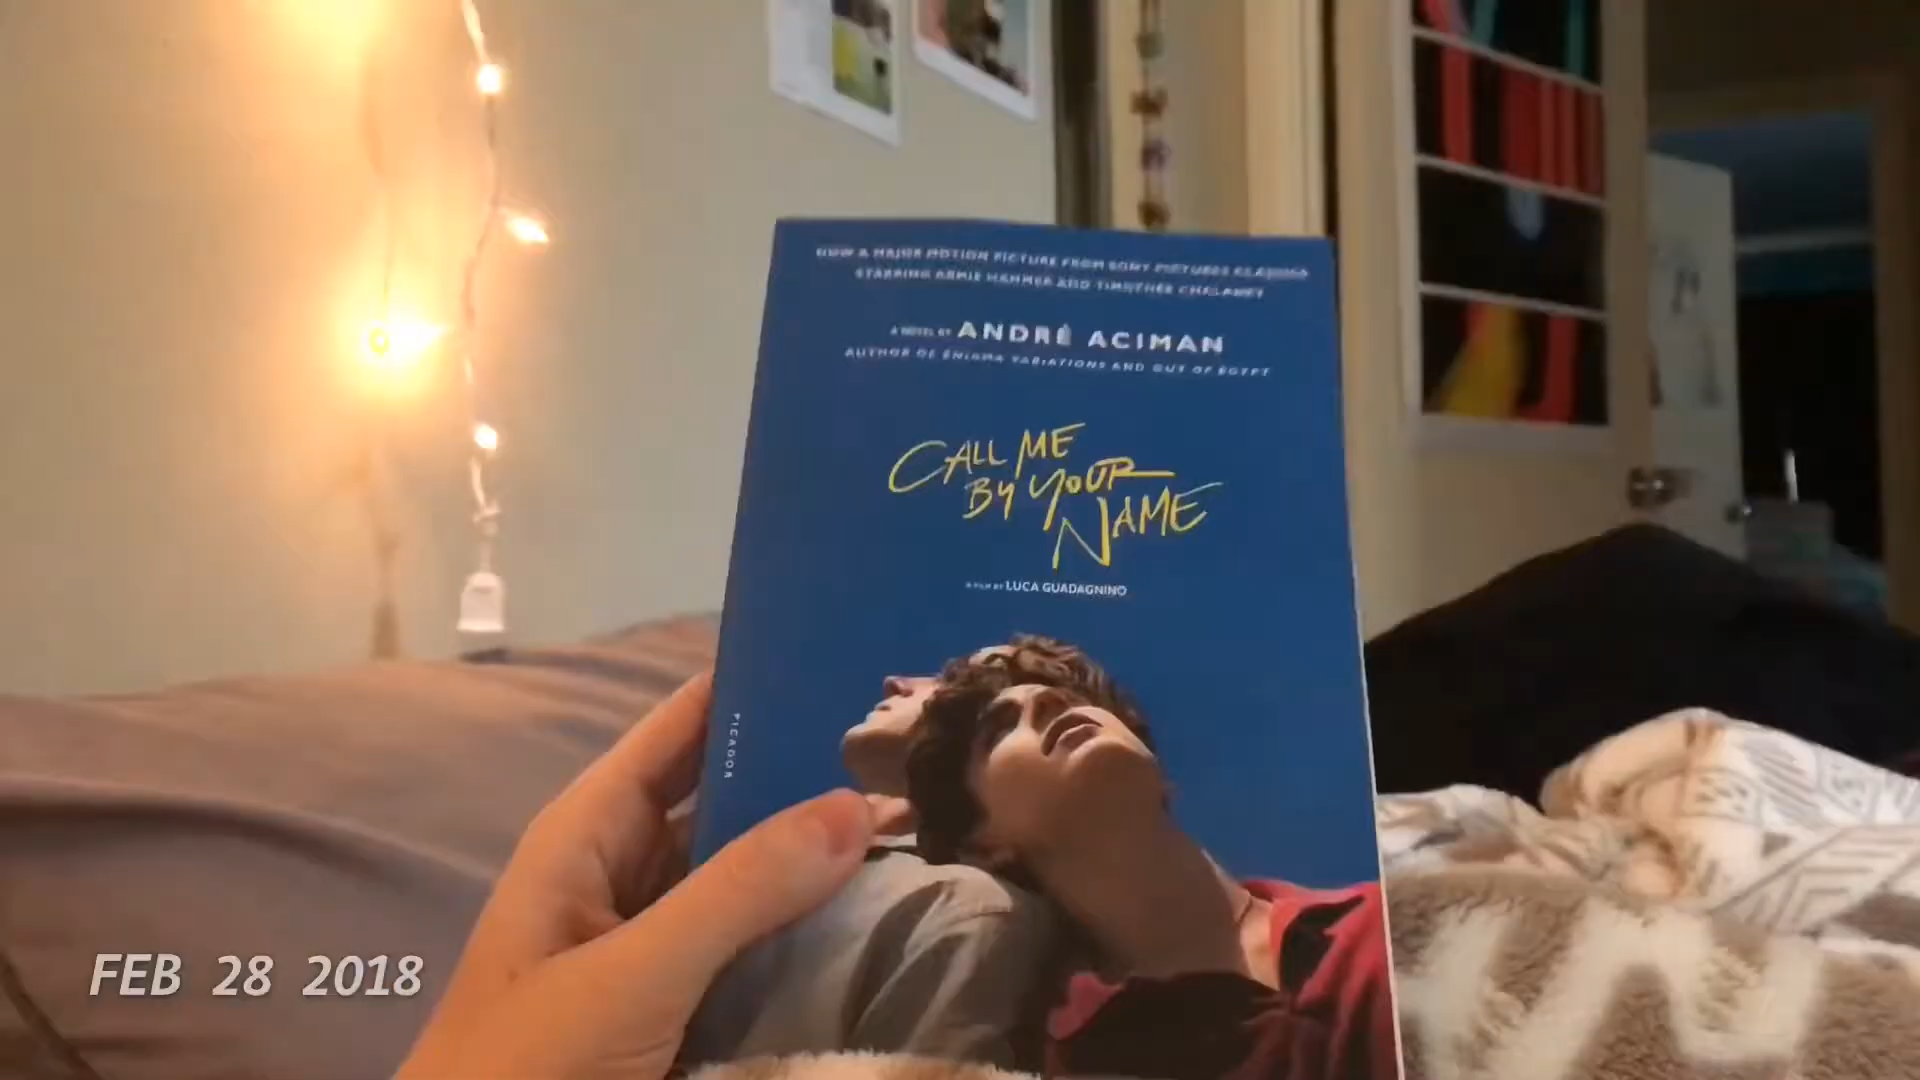 NOW A MAJOR MOTION PICTURE FROM SONY PICTURES CLASSICS
STARRING ARMIE HAMMER AND TIMOTHÉE CHALAMET
A NOVEL BY ANDRÉ ACIMAN
AUTHOR OF ENIGMA VARIATIONS AND OUT OF EGYPT
CALL ME
BY YOUR
NAME
A FILM BY LUCA GUADAGNINO
PICADOR
FEB 28 2018